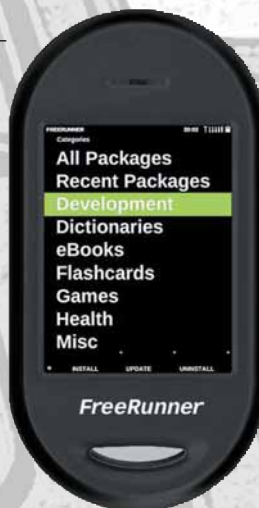 FREERUNNER
Categories
All Packages
Recent Packages
Development
Dictionaries
eBooks
Flashcards
Games
Health
Misc
INSTALL UPDATE UNINSTALL
FreeRunner